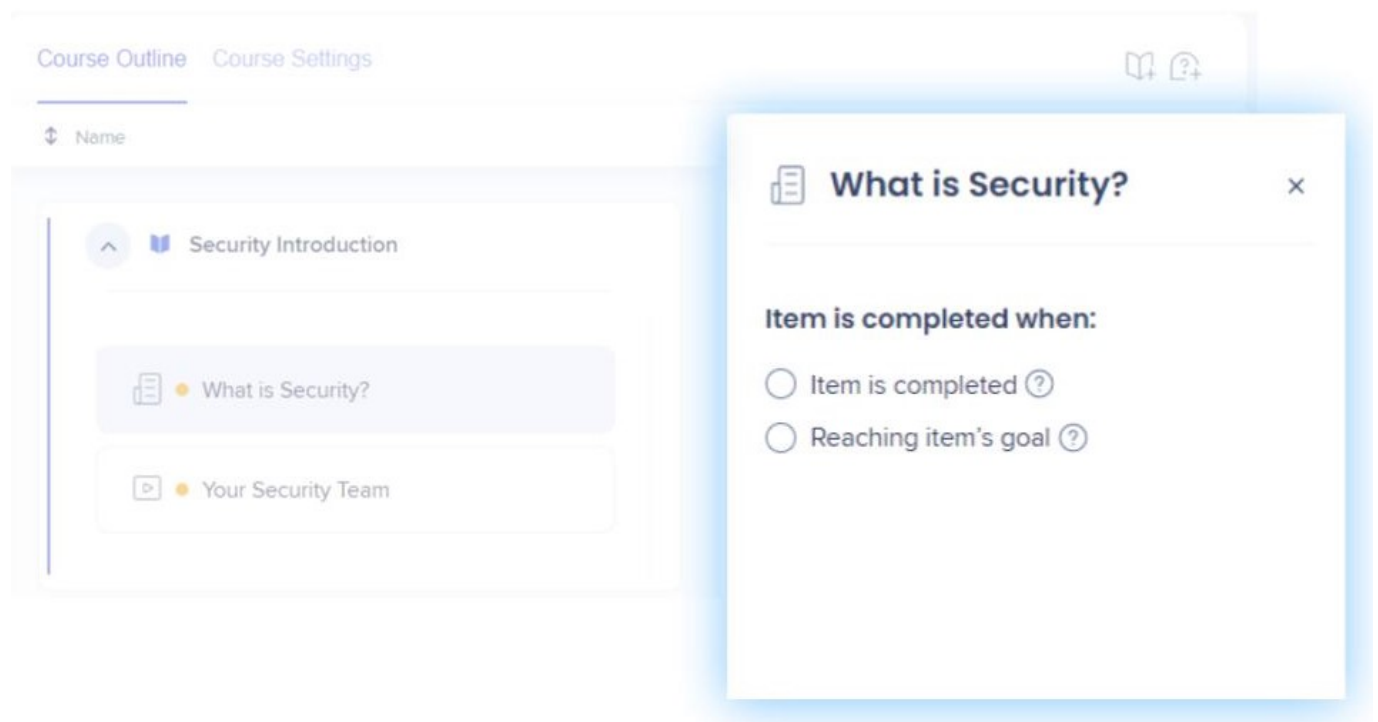 Course Outline Course Settings
Name
Security Introduction
What is Security?
Your Security Team
What is Security?
Item is completed when:
Item is completed ?
Reaching item's goal ?